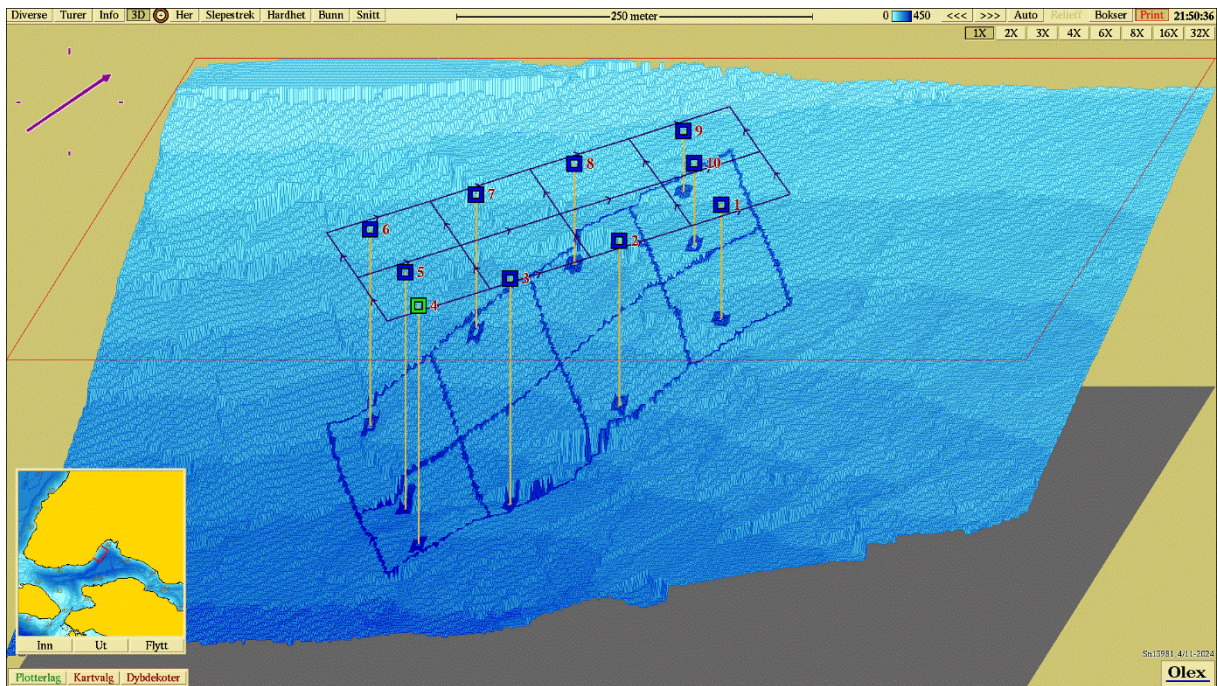 Diverse Turer Info 3D Her Slepestrek Hardhet Bunn Snitt 250 meter 0 450 <<< >>> Auto Relieff Bokser Print 21:50:36
1X 2X 3X 4X 6X 8X 16X 32X
9
8 10
7
1
6
2
5
3
4
Inn Ut Flytt
Sn13981, 4/11-2024
Plotterlag Kartvalg Dybdekoter Olex